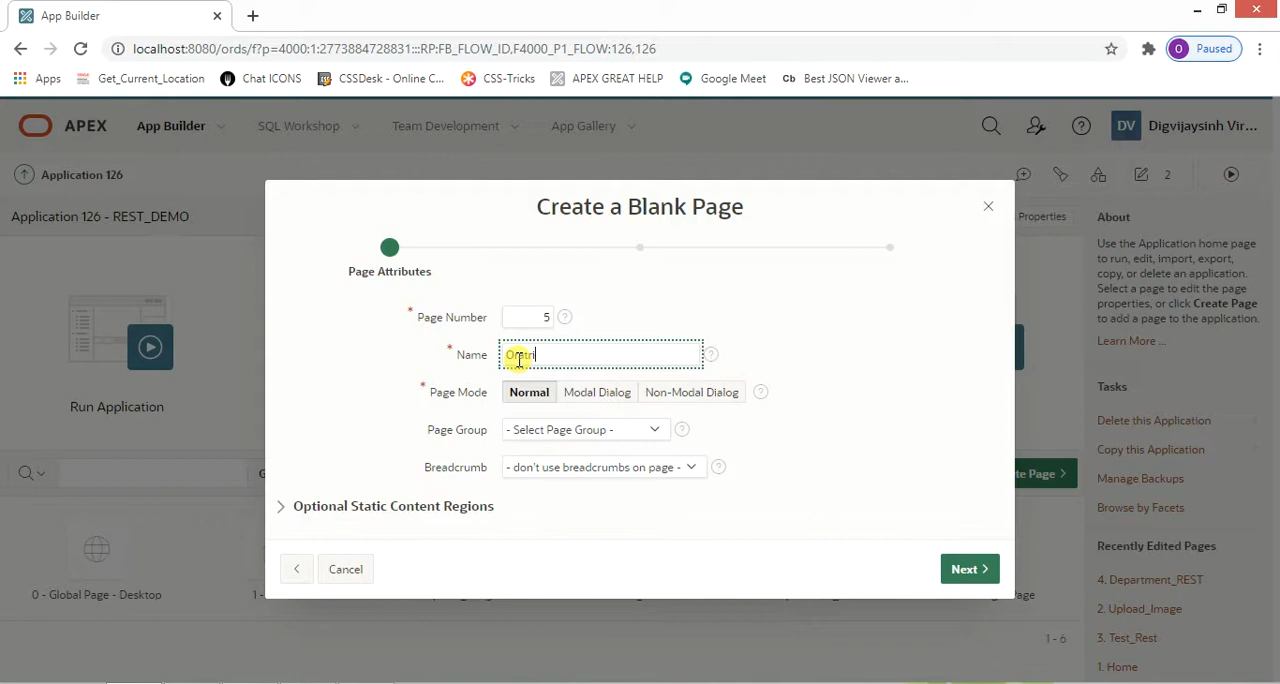 App Builder
localhost:8080/ords/f?p=4000:1:2773884728831:::RP:FB_FLOW_ID,F4000_P1_FLOW:126,126
O Paused
Apps Get_Current_Location Chat ICONS CSSDesk - Online C... CSS-Tricks APEX GREAT HELP Google Meet Cb Best JSON Viewer a...
APEX App Builder SQL Workshop Team Development App Gallery DV Digvijaysinh Vir...
Application 126 2
Application 126 - REST_DEMO Properties
Create a Blank Page
Page Attributes
* Page Number 5
* Name
* Page Mode Normal Modal Dialog Non-Modal Dialog
Page Group - Select Page Group -
Breadcrumb - don't use breadcrumbs on page -
Optional Static Content Regions
Cancel Next
Run Application
te Page
0 - Global Page - Desktop
1 - 6
About
Use the Application home page
to run, edit, import, export,
copy, or delete an application.
Select a page to edit the page
properties, or click Create Page
to add a page to the application.
Learn More ...
Tasks
Delete this Application
Copy this Application
Manage Backups
Browse by Facets
Recently Edited Pages
4. Department_REST
2. Upload_Image
3. Test_Rest
1. Home